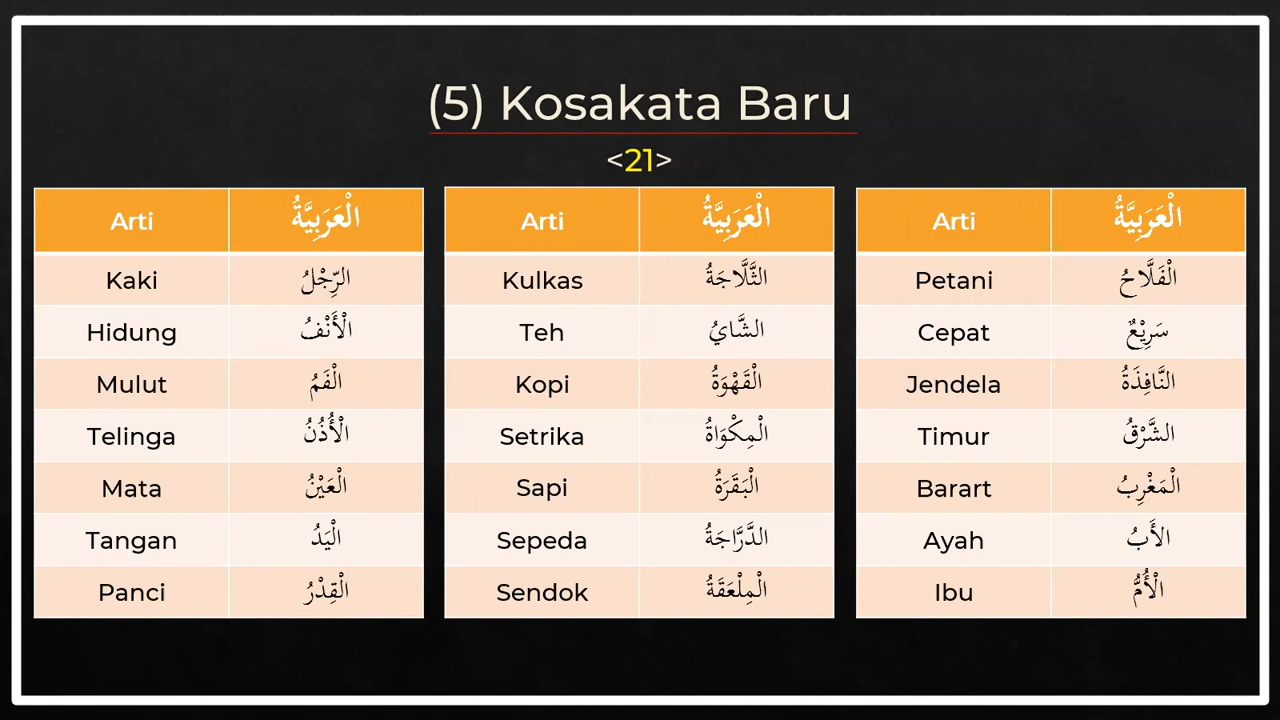 (5) Kosakata Baru
<21>
Arti الْعَرَبِيَّةُ
Kaki الرِّجْلُ
Hidung الْأَنْفُ
Mulut الْفَمُ
Telinga الْأُذُنُ
Mata الْعَيْنُ
Tangan الْيَدُ
Panci الْقِدْرُ
Arti الْعَرَبِيَّةُ
Kulkas الثَّلَّاجَةُ
Teh الشَّايُ
Kopi الْقَهْوَةُ
Setrika الْمِكْوَاةُ
Sapi الْبَقَرَةُ
Sepeda الدَّرَّاجَةُ
Sendok الْمِلْعَقَةُ
Arti الْعَرَبِيَّةُ
Petani الْفَلَّاحُ
Cepat سَرِيْعٌ
Jendela النَّافِذَةُ
Timur الشَّرْقُ
Barart الْمَغْرِبُ
Ayah الأَبُ
Ibu الْأُمُّ